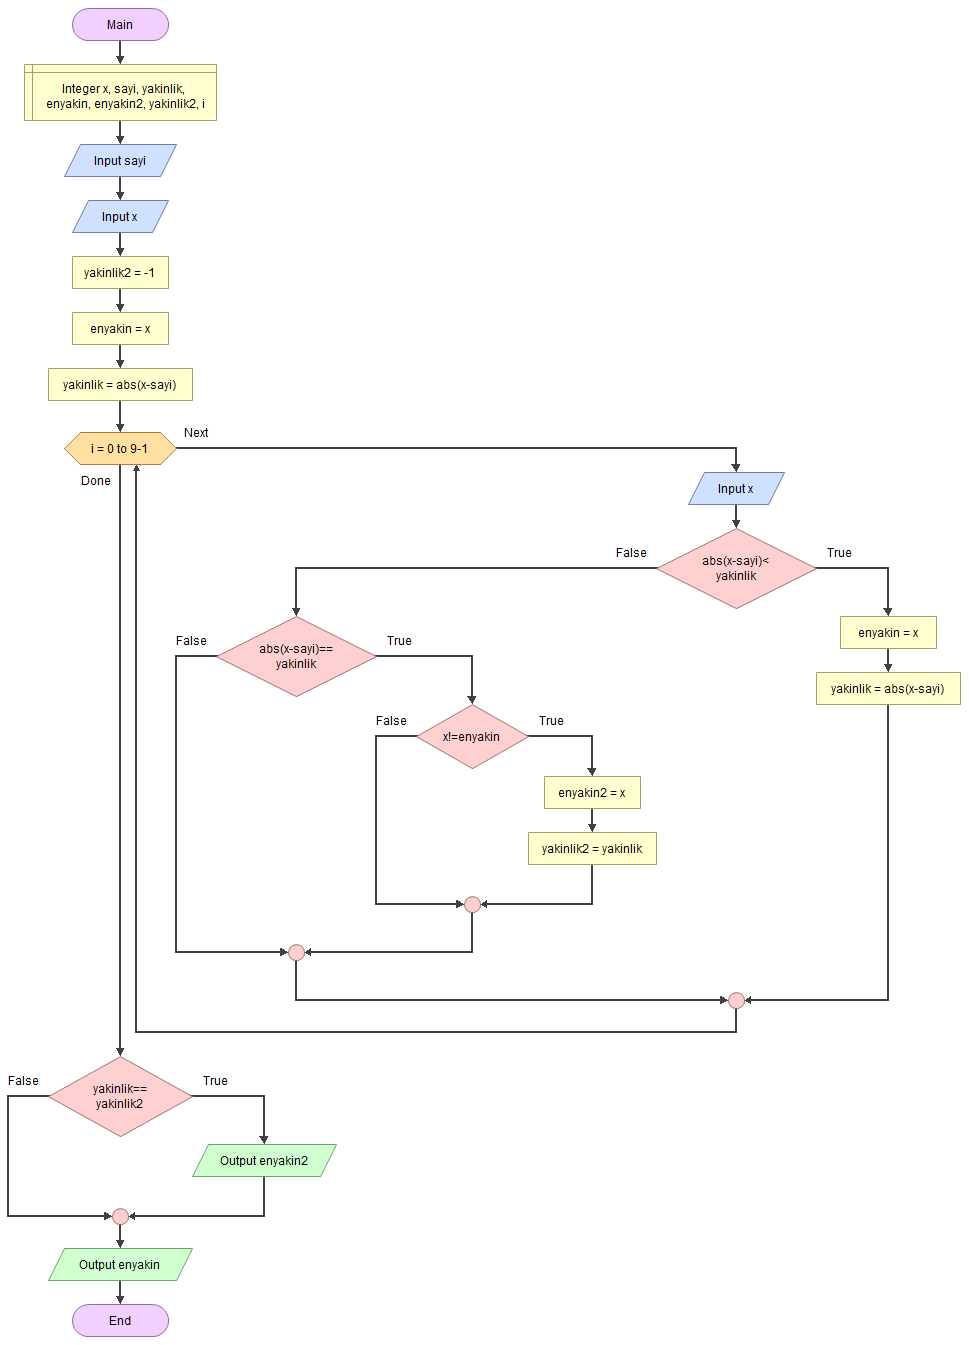 Main
Integer x, sayi, yakinlik,
enyakin, enyakin2, yakinlik2, i
Input sayi
Input x
yakinlik2 = -1
enyakin = x
yakinlik = abs(x-sayi)
i = 0 to 9-1
Next
Done
Input x
abs(x-sayi)<
yakinlik
False
True
enyakin = x
yakinlik = abs(x-sayi)
abs(x-sayi)==
yakinlik
False
True
x!=enyakin
False
True
enyakin2 = x
yakinlik2 = yakinlik
yakinlik==
yakinlik2
False
True
Output enyakin2
Output enyakin
End